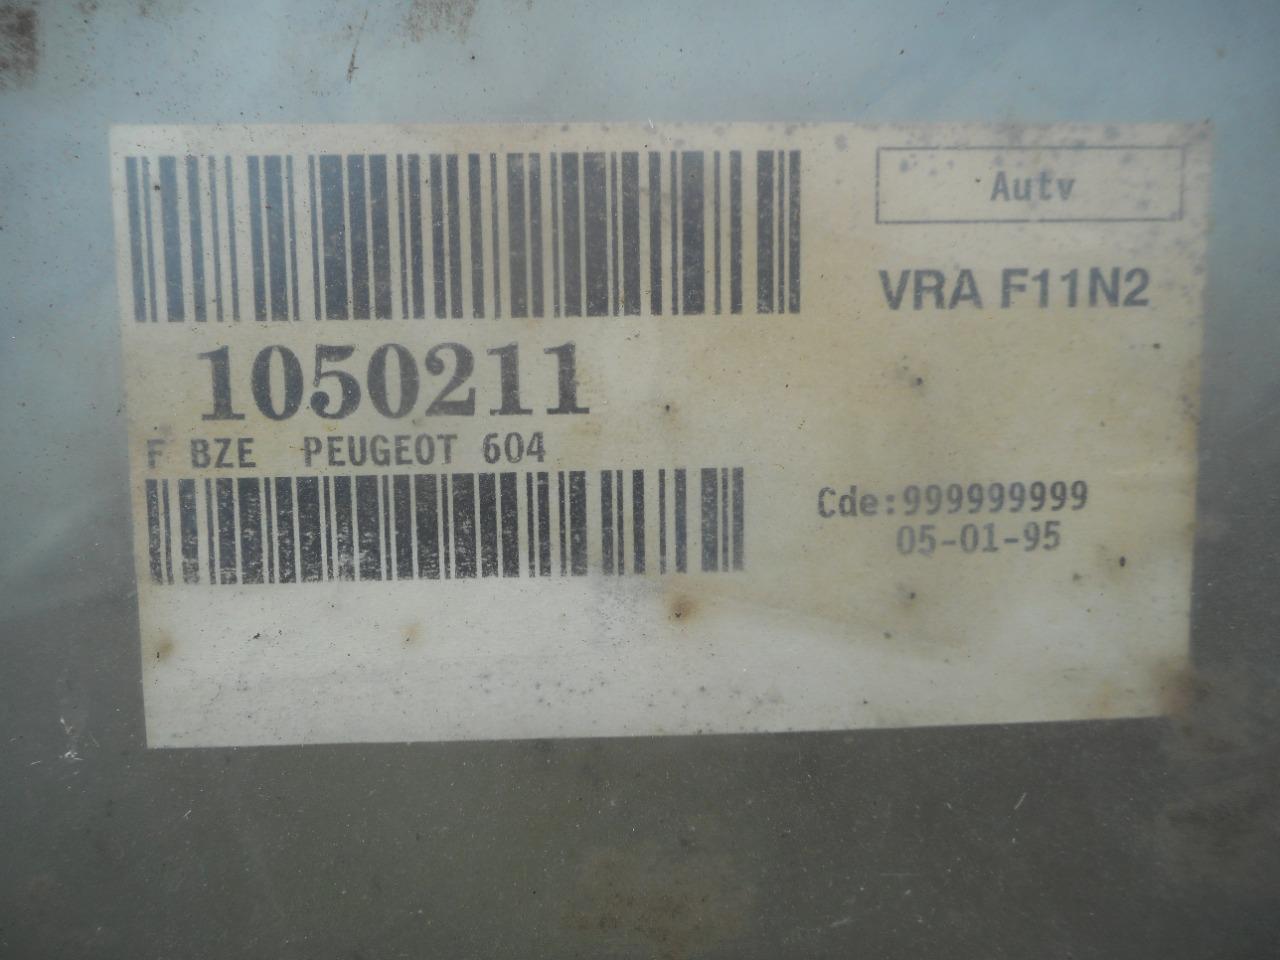 Autv
VRA F11N2
1050211
F BZE PEUGEOT 604
Cde:999999999
05-01-95